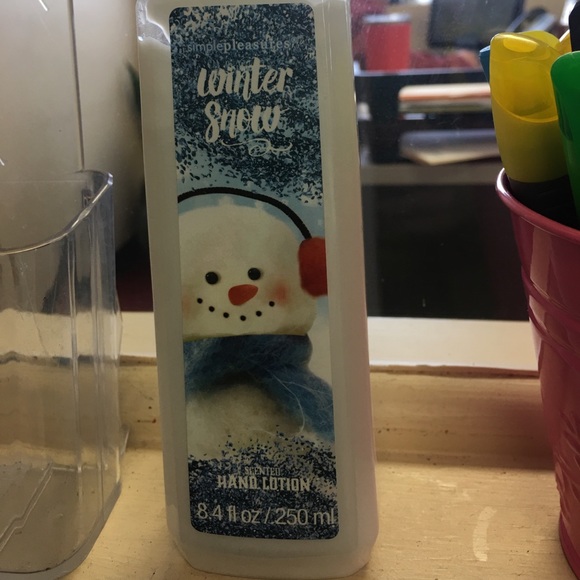 simplepleasures
winter
Snow
SCENTED
HAND LOTION
8.4 fl oz / 250 ml